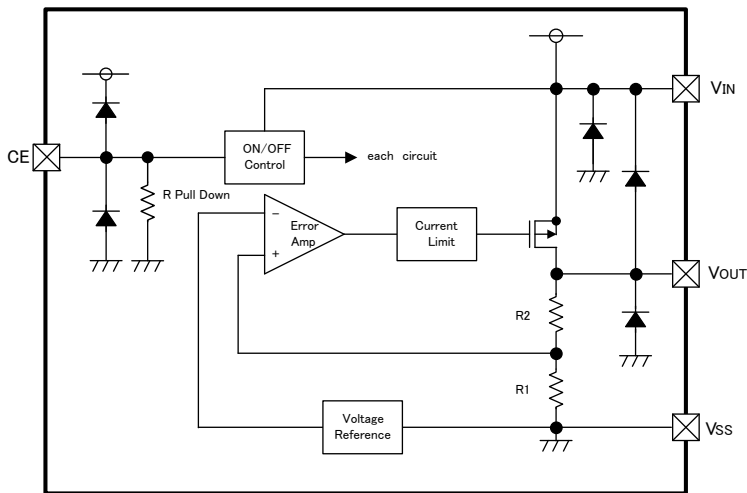 VIN
CE
ON/OFF
Control
each circuit
R Pull Down
−
Error
Amp
+
Current
Limit
VOUT
R2
R1
Voltage
Reference
VSS